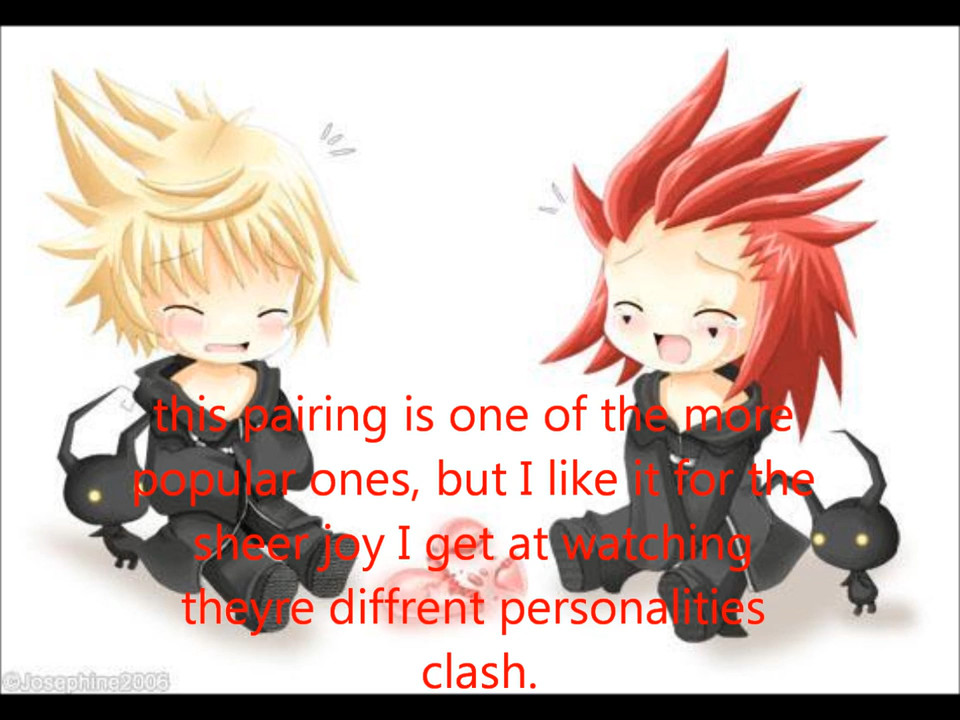 this pairing is one of the more
popular ones, but I like it for the
sheer joy I get at watching
theyre diffrent personalities
clash.
©Josephine2006